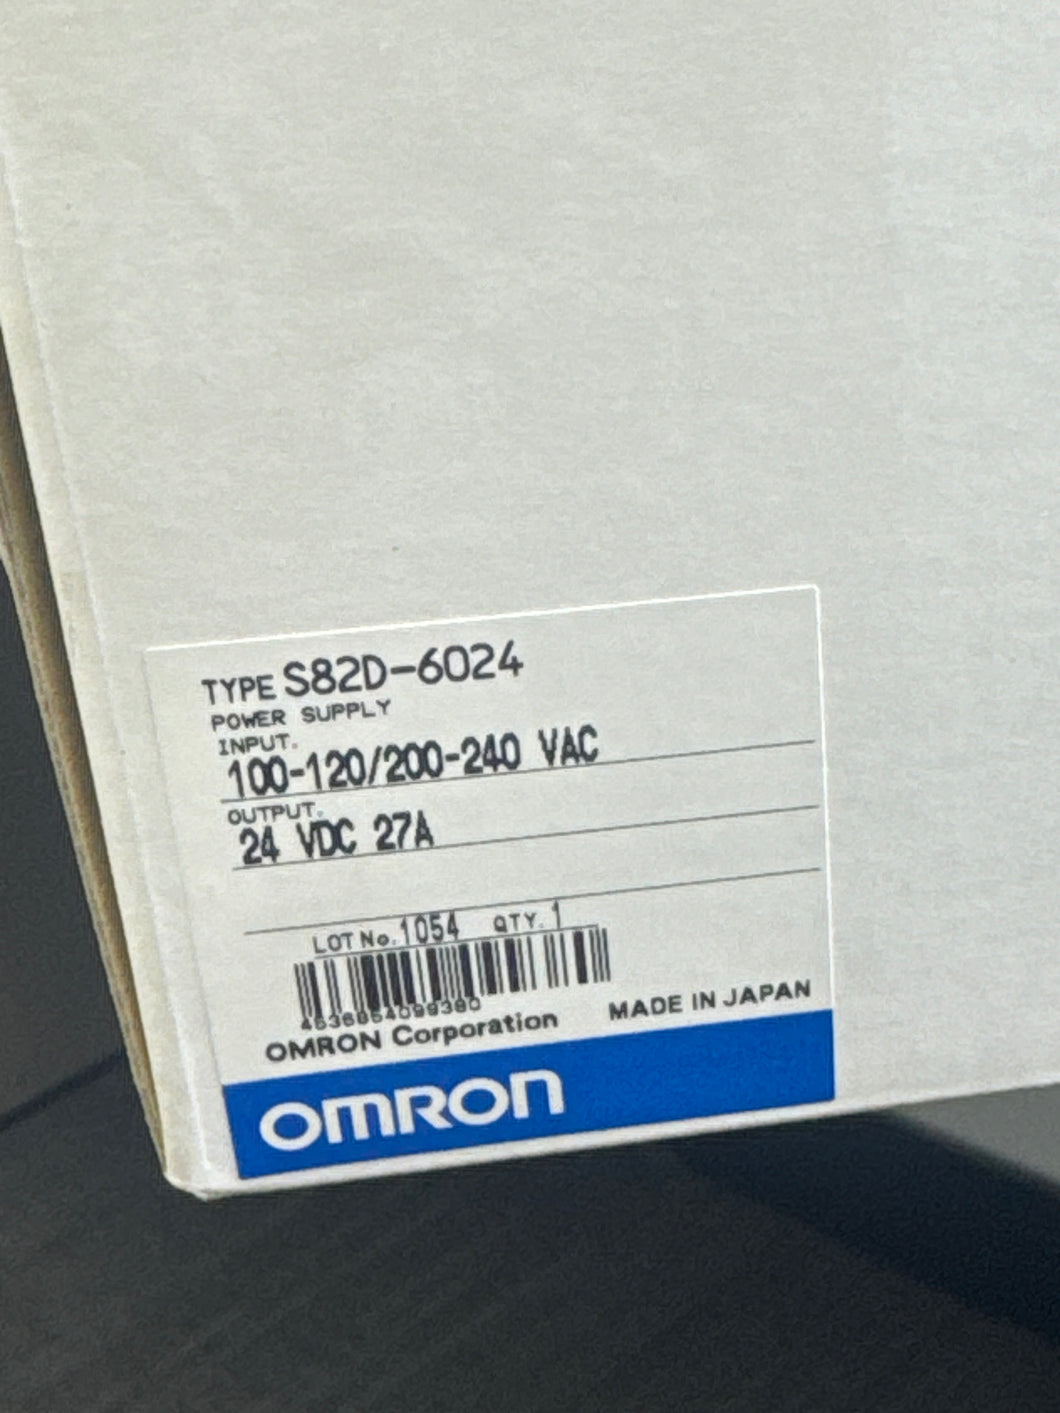 TYPE S82D-6024
POWER SUPPLY
INPUT.
100-120/200-240 VAC
OUTPUT.
24 VDC 27A
LOT No. 1054 QTY. 1
4536854099380
OMRON Corporation MADE IN JAPAN
OMRON